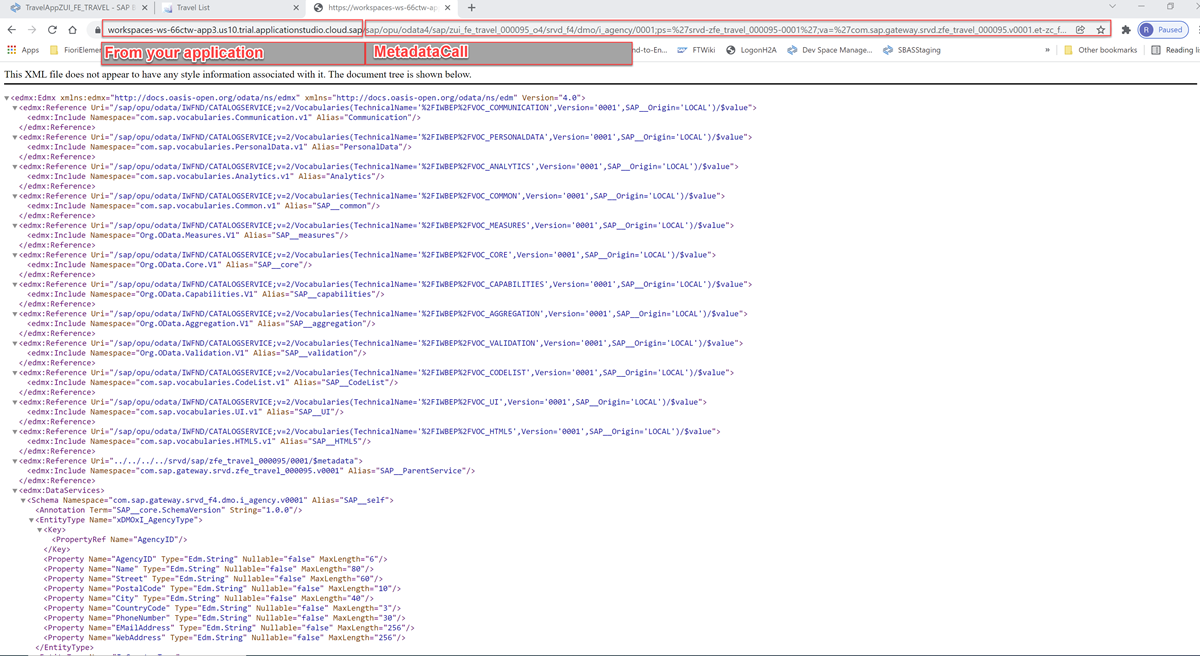 TravelAppZUI_FE_TRAVEL - SAP B
Travel List
https://workspaces-ws-66ctw-ap
workspaces-ws-66ctw-app3.us10.trial.applicationstudio.cloud.sap/sap/opu/odata4/sap/zui_fe_travel_000095_o4/srvd_f4/dmo/i_agency/0001;ps=%27srvd-zfe_travel_000095-0001%27;va=%27com.sap.gateway.srvd.zfe_travel_000095.v0001.et-zc_f...
R Paused
Apps FioriElemen From your application MetadataCall nd-to-En... FTWiki LogonH2A Dev Space Manage... SBASStaging » Other bookmarks Reading li
This XML file does not appear to have any style information associated with it. The document tree is shown below.
▼<edmx:Edmx xmlns:edmx="http://docs.oasis-open.org/odata/ns/edmx" xmlns="http://docs.oasis-open.org/odata/ns/edm" Version="4.0">
▼<edmx:Reference Uri="/sap/opu/odata/IWFND/CATALOGSERVICE;v=2/Vocabularies(TechnicalName='%2FIWBEP%2FVOC_COMMUNICATION',Version='0001',SAP__Origin='LOCAL')/$value">
<edmx:Include Namespace="com.sap.vocabularies.Communication.v1" Alias="Communication"/>
</edmx:Reference>
▼<edmx:Reference Uri="/sap/opu/odata/IWFND/CATALOGSERVICE;v=2/Vocabularies(TechnicalName='%2FIWBEP%2FVOC_PERSONALDATA',Version='0001',SAP__Origin='LOCAL')/$value">
<edmx:Include Namespace="com.sap.vocabularies.PersonalData.v1" Alias="PersonalData"/>
</edmx:Reference>
▼<edmx:Reference Uri="/sap/opu/odata/IWFND/CATALOGSERVICE;v=2/Vocabularies(TechnicalName='%2FIWBEP%2FVOC_ANALYTICS',Version='0001',SAP__Origin='LOCAL')/$value">
<edmx:Include Namespace="com.sap.vocabularies.Analytics.v1" Alias="Analytics"/>
</edmx:Reference>
▼<edmx:Reference Uri="/sap/opu/odata/IWFND/CATALOGSERVICE;v=2/Vocabularies(TechnicalName='%2FIWBEP%2FVOC_COMMON',Version='0001',SAP__Origin='LOCAL')/$value">
<edmx:Include Namespace="com.sap.vocabularies.Common.v1" Alias="SAP__common"/>
</edmx:Reference>
▼<edmx:Reference Uri="/sap/opu/odata/IWFND/CATALOGSERVICE;v=2/Vocabularies(TechnicalName='%2FIWBEP%2FVOC_MEASURES',Version='0001',SAP__Origin='LOCAL')/$value">
<edmx:Include Namespace="Org.OData.Measures.V1" Alias="SAP__measures"/>
</edmx:Reference>
▼<edmx:Reference Uri="/sap/opu/odata/IWFND/CATALOGSERVICE;v=2/Vocabularies(TechnicalName='%2FIWBEP%2FVOC_CORE',Version='0001',SAP__Origin='LOCAL')/$value">
<edmx:Include Namespace="Org.OData.Core.V1" Alias="SAP__core"/>
</edmx:Reference>
▼<edmx:Reference Uri="/sap/opu/odata/IWFND/CATALOGSERVICE;v=2/Vocabularies(TechnicalName='%2FIWBEP%2FVOC_CAPABILITIES',Version='0001',SAP__Origin='LOCAL')/$value">
<edmx:Include Namespace="Org.OData.Capabilities.V1" Alias="SAP__capabilities"/>
</edmx:Reference>
▼<edmx:Reference Uri="/sap/opu/odata/IWFND/CATALOGSERVICE;v=2/Vocabularies(TechnicalName='%2FIWBEP%2FVOC_AGGREGATION',Version='0001',SAP__Origin='LOCAL')/$value">
<edmx:Include Namespace="Org.OData.Aggregation.V1" Alias="SAP__aggregation"/>
</edmx:Reference>
▼<edmx:Reference Uri="/sap/opu/odata/IWFND/CATALOGSERVICE;v=2/Vocabularies(TechnicalName='%2FIWBEP%2FVOC_VALIDATION',Version='0001',SAP__Origin='LOCAL')/$value">
<edmx:Include Namespace="Org.OData.Validation.V1" Alias="SAP__validation"/>
</edmx:Reference>
▼<edmx:Reference Uri="/sap/opu/odata/IWFND/CATALOGSERVICE;v=2/Vocabularies(TechnicalName='%2FIWBEP%2FVOC_CODELIST',Version='0001',SAP__Origin='LOCAL')/$value">
<edmx:Include Namespace="com.sap.vocabularies.CodeList.v1" Alias="SAP__CodeList"/>
</edmx:Reference>
▼<edmx:Reference Uri="/sap/opu/odata/IWFND/CATALOGSERVICE;v=2/Vocabularies(TechnicalName='%2FIWBEP%2FVOC_UI',Version='0001',SAP__Origin='LOCAL')/$value">
<edmx:Include Namespace="com.sap.vocabularies.UI.v1" Alias="SAP__UI"/>
</edmx:Reference>
▼<edmx:Reference Uri="/sap/opu/odata/IWFND/CATALOGSERVICE;v=2/Vocabularies(TechnicalName='%2FIWBEP%2FVOC_HTML5',Version='0001',SAP__Origin='LOCAL')/$value">
<edmx:Include Namespace="com.sap.vocabularies.HTML5.v1" Alias="SAP__HTML5"/>
</edmx:Reference>
▼<edmx:Reference Uri="../../../../srvd/sap/zfe_travel_000095/0001/$metadata">
<edmx:Include Namespace="com.sap.gateway.srvd.zfe_travel_000095.v0001" Alias="SAP__ParentService"/>
</edmx:Reference>
▼<edmx:DataServices>
▼<Schema Namespace="com.sap.gateway.srvd_f4.dmo.i_agency.v0001" Alias="SAP__self">
<Annotation Term="SAP__core.SchemaVersion" String="1.0.0"/>
▼<EntityType Name="xDMOxI_AgencyType">
▼<Key>
<PropertyRef Name="AgencyID"/>
</Key>
<Property Name="AgencyID" Type="Edm.String" Nullable="false" MaxLength="6"/>
<Property Name="Name" Type="Edm.String" Nullable="false" MaxLength="80"/>
<Property Name="Street" Type="Edm.String" Nullable="false" MaxLength="60"/>
<Property Name="PostalCode" Type="Edm.String" Nullable="false" MaxLength="10"/>
<Property Name="City" Type="Edm.String" Nullable="false" MaxLength="40"/>
<Property Name="CountryCode" Type="Edm.String" Nullable="false" MaxLength="3"/>
<Property Name="PhoneNumber" Type="Edm.String" Nullable="false" MaxLength="30"/>
<Property Name="EMailAddress" Type="Edm.String" Nullable="false" MaxLength="256"/>
<Property Name="WebAddress" Type="Edm.String" Nullable="false" MaxLength="256"/>
</EntityType>